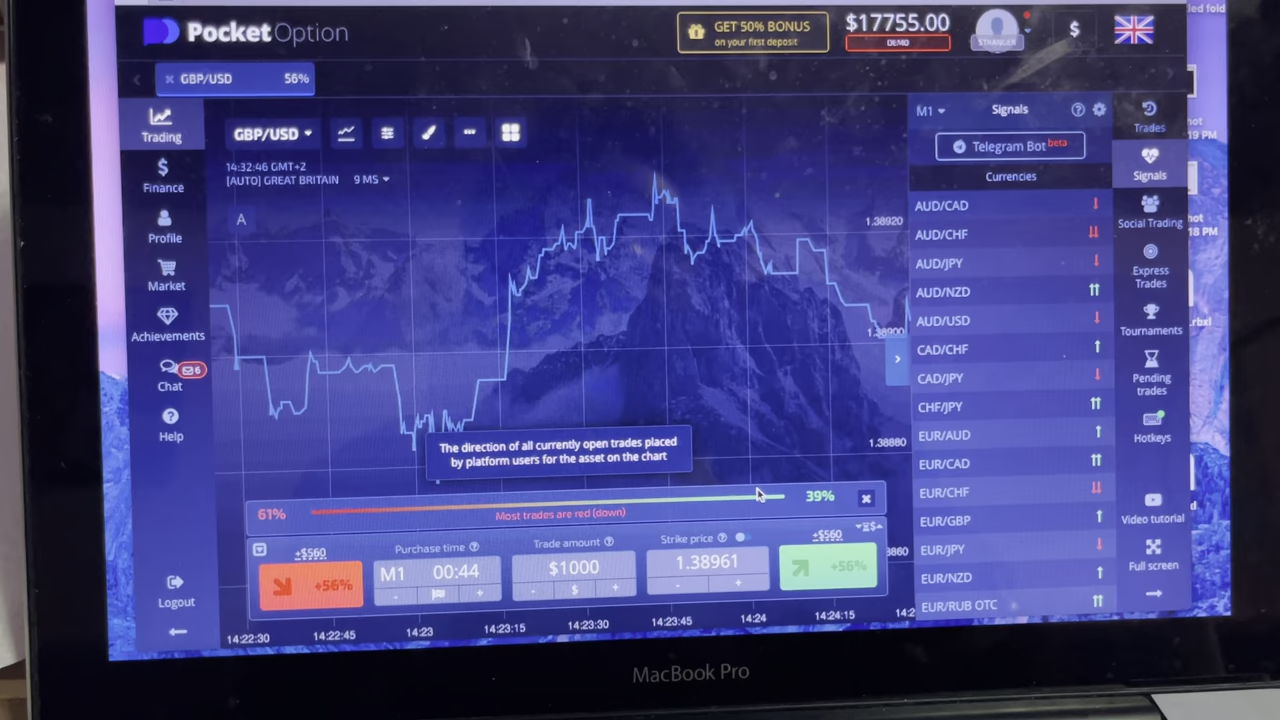 PocketOption
GET 50% BONUS
on your first deposit
$17755.00
DEMO
STRANGER
$
GBP/USD 56%
Trading
Finance
Profile
Market
Achievements
Chat 6
Help
Logout
GBP/USD
14:32:46 GMT+2
[AUTO] GREAT BRITAIN 9 MS
A
1.38920
1.38900
1.38880
The direction of all currently open trades placed
by platform users for the asset on the chart
61%
Most trades are red (down)
39%
+$560
+56%
Purchase time
M1 00:44
-
+
Trade amount
$1000
- $ +
Strike price
1.38961
- +
+$560
+56%
14:22:30
14:22:45
14:23
14:23:15
14:23:30
14:23:45
14:24
14:24:15
M1
Signals
Telegram Bot beta
Currencies
AUD/CAD
AUD/CHF
AUD/JPY
AUD/NZD
AUD/USD
CAD/CHF
CAD/JPY
CHF/JPY
EUR/AUD
EUR/CAD
EUR/CHF
EUR/GBP
EUR/JPY
EUR/NZD
EUR/RUB OTC
Trades
Signals
Social Trading
Express
Trades
Tournaments
Pending
trades
Hotkeys
Video tutorial
Full screen
MacBook Pro